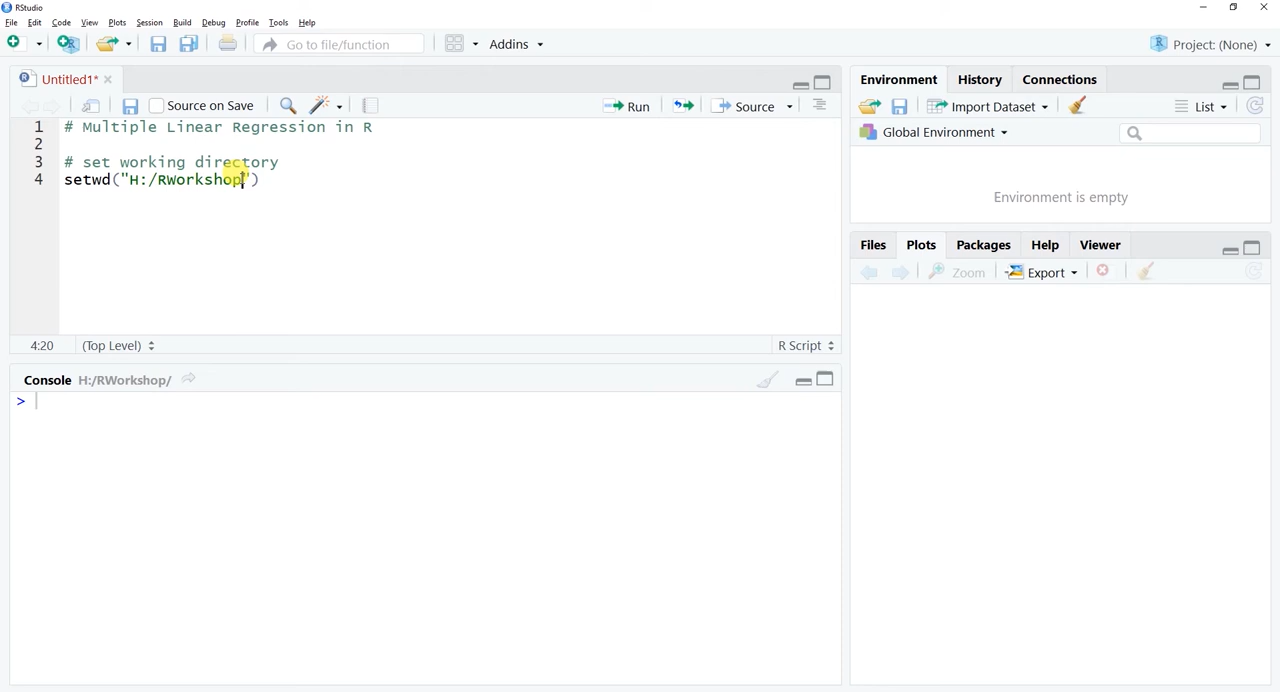 RStudio
File Edit Code View Plots Session Build Debug Profile Tools Help
Go to file/function Addins Project: (None)
Untitled1* Environment History Connections
Source on Save Run Source Import Dataset List
1 # Multiple Linear Regression in R
Global Environment
2
3 # set working directory
4 setwd("H:/RWorkshop")
Environment is empty
Files Plots Packages Help Viewer
Zoom Export
4:20 (Top Level) R Script
Console H:/RWorkshop/
>